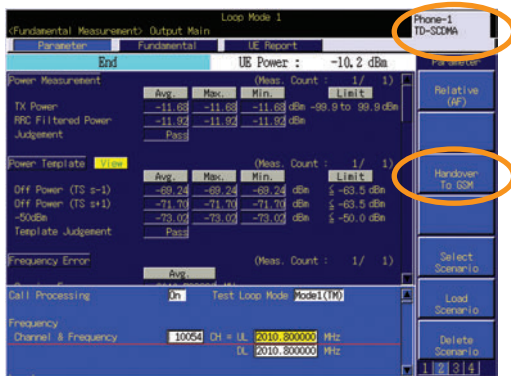 Loop Mode 1
Phone-1
TD-SCDMA
<Fundamental Measurement> Output Main
Parameter Fundamental UE Report
End UE Power : -10.2 dBm Parameter
Power Measurement (Meas. Count : 1/ 1)
Avg. Max. Min. Limit
TX Power -11.68 -11.68 -11.68 dBm -99.9 to 99.9 dBm
RRC Filtered Power -11.92 -11.92 -11.92 dBm
Judgement Pass
Relative
(AF)
Power Template View (Meas. Count : 1/ 1)
Avg. Max. Min. Limit
Off Power (TS s-1) -69.24 -69.24 -69.24 dBm ≦ -63.5 dBm
Off Power (TS s+1) -71.70 -71.70 -71.70 dBm ≦ -63.5 dBm
-50dBm -73.02 -73.02 -73.02 dBm ≦ -50.0 dBm
Template Judgement Pass
Handover
To GSM
Frequency Error (Meas. Count : 1/ 1)
Avg.
Select
Scenario
Call Processing On Test Loop Mode Mode1(TM)
Load
Scenario
Frequency
Channel & Frequency 10054 CH = UL 2010.800000 MHz
DL 2010.800000 MHz
Delete
Scenario
1 2 3 4